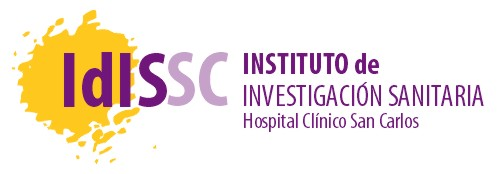 IdISSC
INSTITUTO de
INVESTIGACIÓN SANITARIA
Hospital Clínico San Carlos